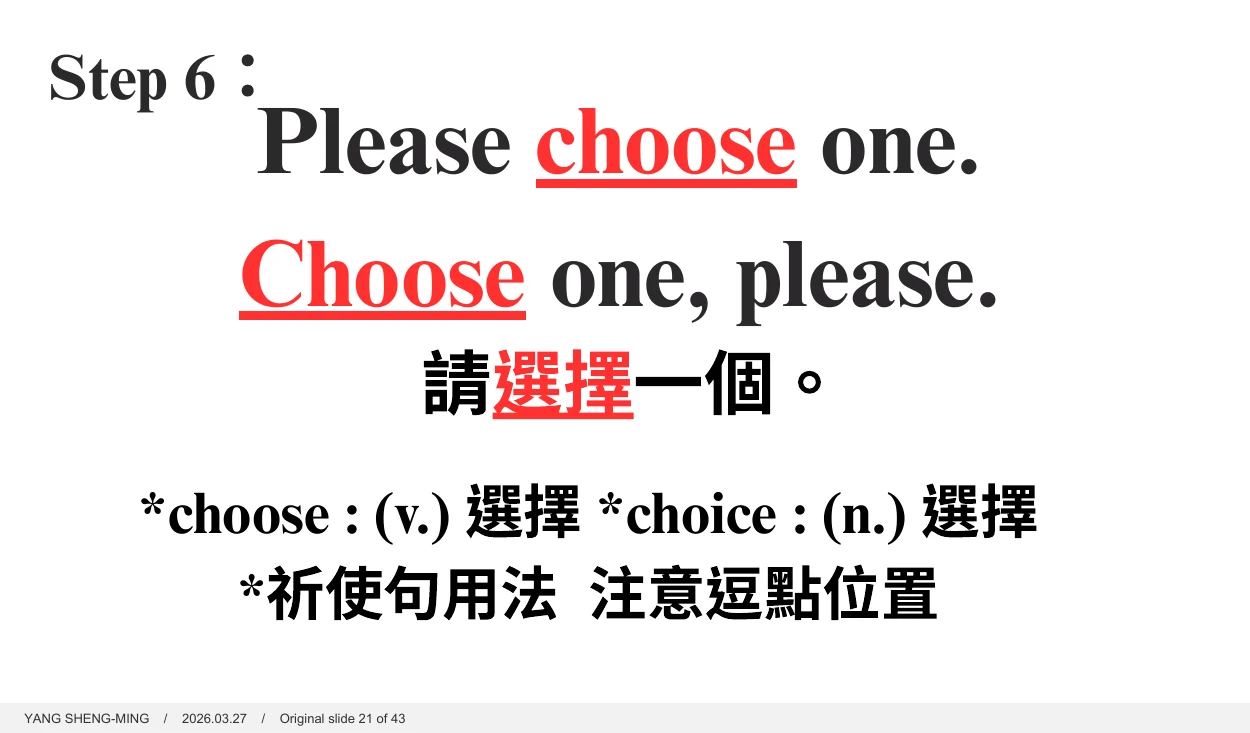 Step 6：
Please choose one.
Choose one, please.
請選擇一個。
*choose : (v.) 選擇 *choice : (n.) 選擇
*祈使句用法 注意逗點位置
YANG SHENG-MING / 2026.03.27 / Original slide 21 of 43